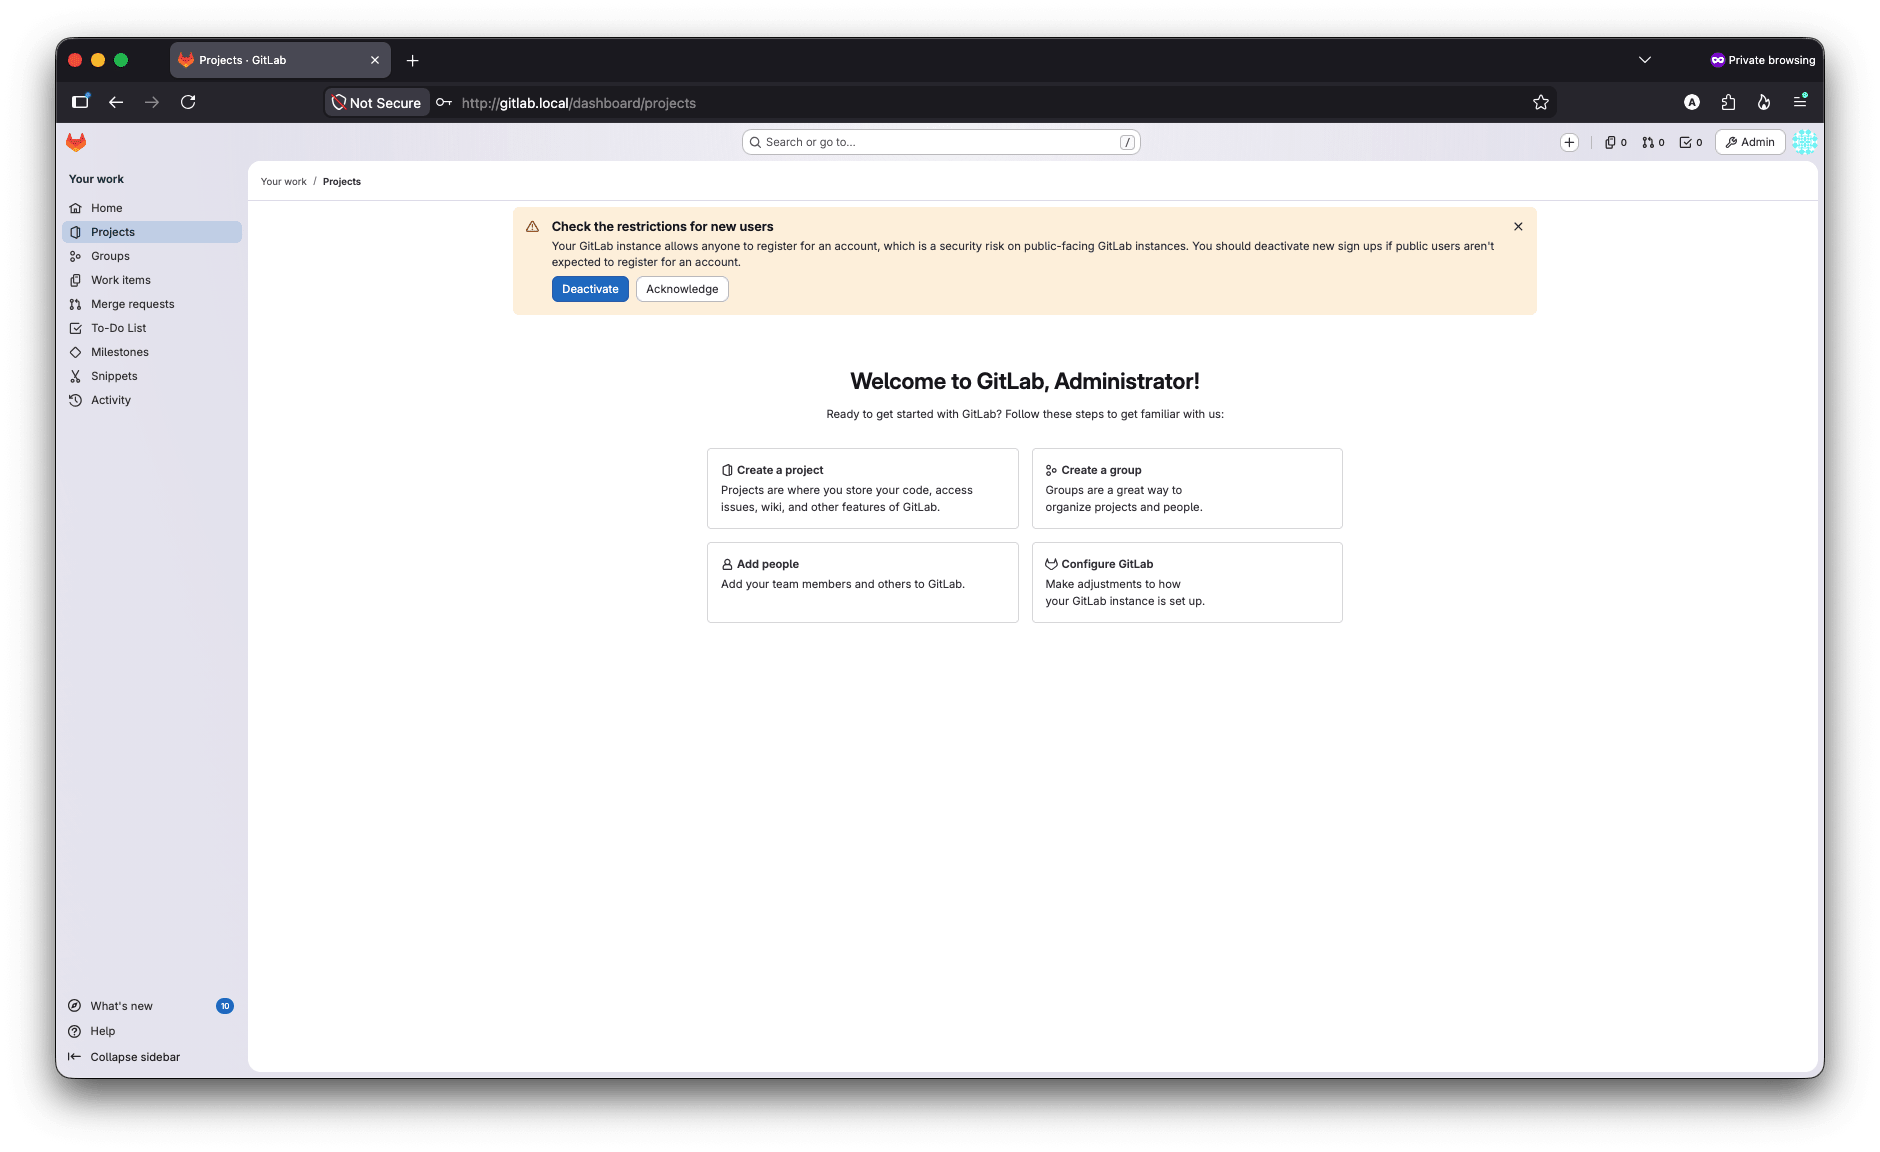 Projects · GitLab
Private browsing
Not Secure
http://gitlab.local/dashboard/projects
A
Search or go to...
/
0
0
0
Admin
Your work
Home
Projects
Groups
Work items
Merge requests
To-Do List
Milestones
Snippets
Activity
What's new
10
Help
Collapse sidebar
Your work / Projects
Check the restrictions for new users
Your GitLab instance allows anyone to register for an account, which is a security risk on public-facing GitLab instances. You should deactivate new sign ups if public users aren't
expected to register for an account.
Deactivate
Acknowledge
Welcome to GitLab, Administrator!
Ready to get started with GitLab? Follow these steps to get familiar with us:
Create a project
Projects are where you store your code, access
issues, wiki, and other features of GitLab.
Create a group
Groups are a great way to
organize projects and people.
Add people
Add your team members and others to GitLab.
Configure GitLab
Make adjustments to how
your GitLab instance is set up.